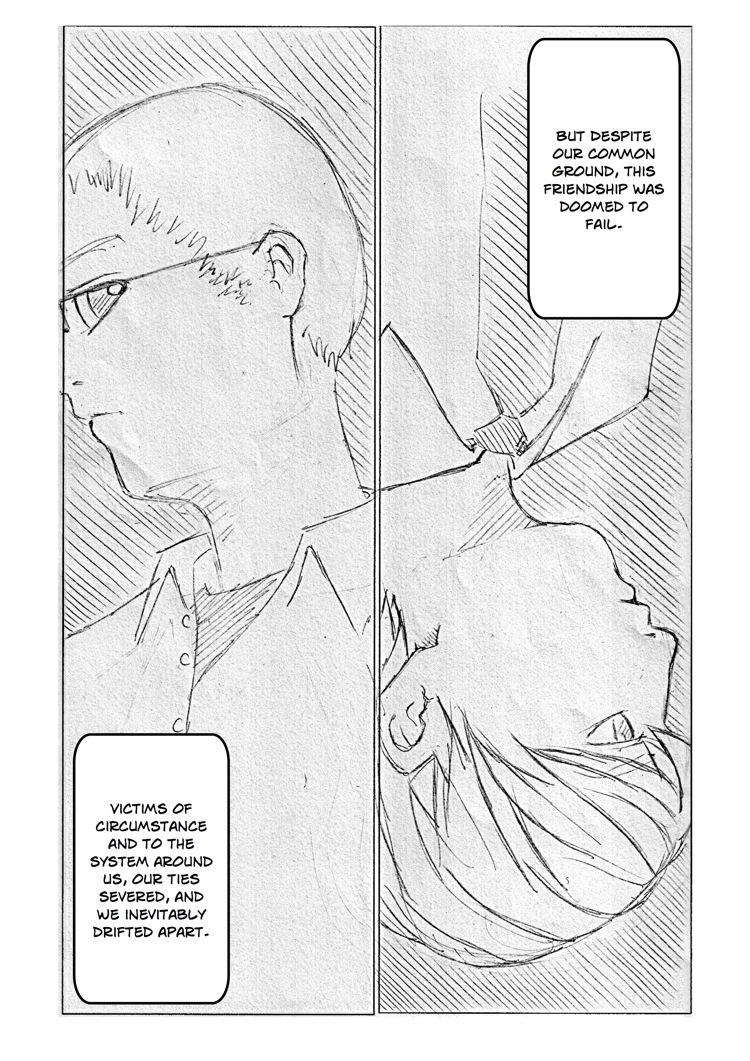 BUT DESPITE
OUR COMMON
GROUND, THIS
FRIENDSHIP WAS
DOOMED TO
FAIL.
VICTIMS OF
CIRCUMSTANCE
AND TO THE
SYSTEM AROUND
US, OUR TIES
SEVERED, AND
WE INEVITABLY
DRIFTED APART.